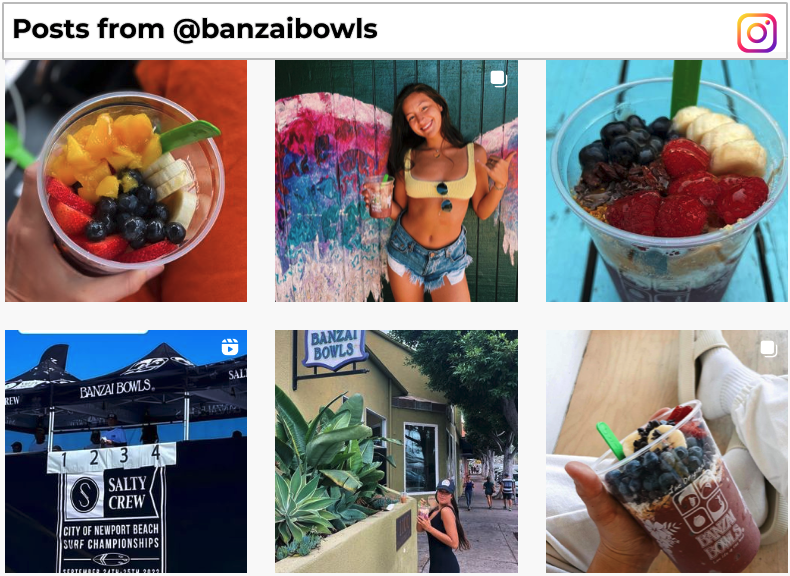 Posts from @banzaibowls
BANZAI BOWLS
1 2 3 4
S SALTY
CREW
CITY OF NEWPORT BEACH
SURF CHAMPIONSHIPS
SEPTEMBER 24TH-25TH 2022
BANZAI
BOWLS
BANZAI
BOWLS